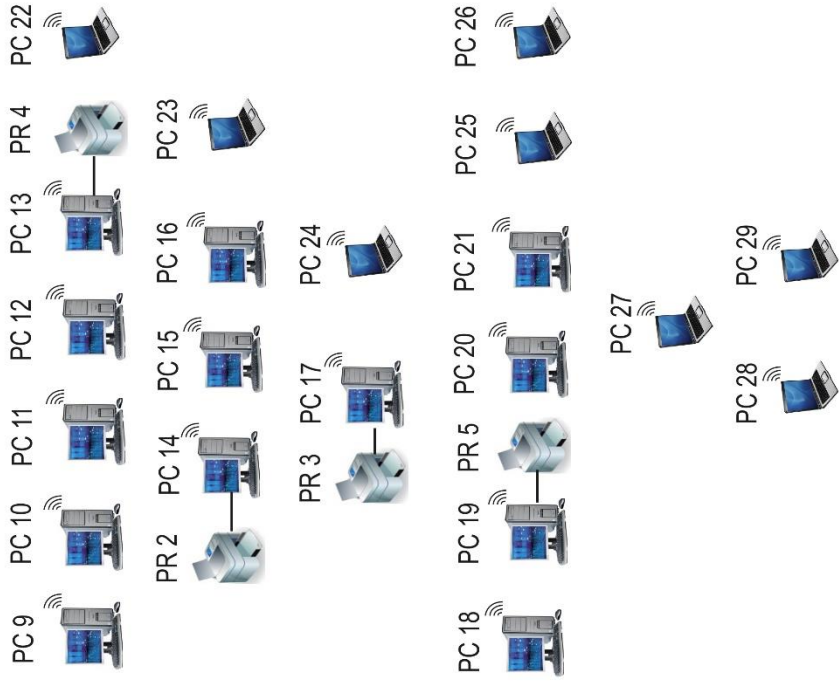 PC 9
PC 10
PC 11
PC 12
PC 13
PR 4
PC 22
PR 2
PC 14
PC 15
PC 16
PC 23
PR 3
PC 17
PC 24
PC 18
PC 19
PR 5
PC 20
PC 21
PC 25
PC 26
PC 27
PC 28
PC 29